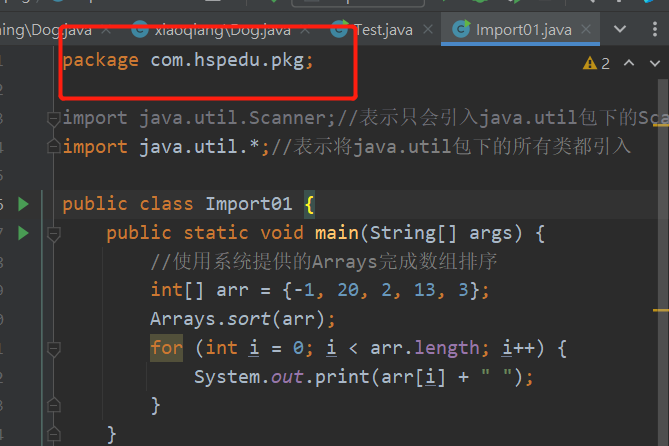 ning\Dog.java xiaoqiang\Dog.java Test.java Import01.java
package com.hspedu.pkg;
2
import java.util.Scanner;//表示只会引入java.util包下的Sca
import java.util.*;//表示将java.util包下的所有类都引入
public class Import01 {
public static void main(String[] args) {
//使用系统提供的Arrays完成数组排序
int[] arr = {-1, 20, 2, 13, 3};
Arrays.sort(arr);
for (int i = 0; i < arr.length; i++) {
System.out.print(arr[i] + " ");
}
}